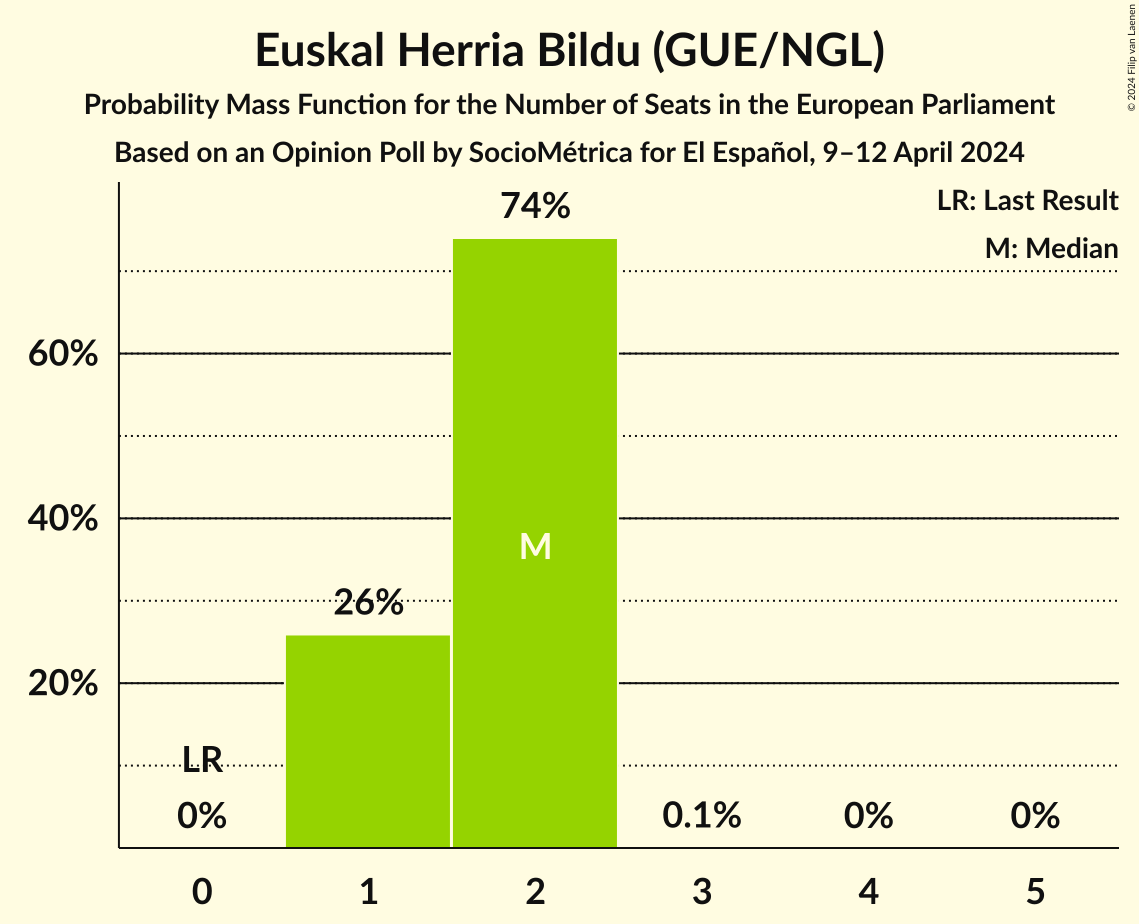 Euskal Herria Bildu (GUE/NGL)
Probability Mass Function for the Number of Seats in the European Parliament
Based on an Opinion Poll by SocioMétrica for El Español, 9–12 April 2024
© 2024 Filip van Laenen
LR: Last Result
M: Median
74%
60%
40%
M
26%
20%
LR
0%
0.1%
0%
0%
0
1
2
3
4
5